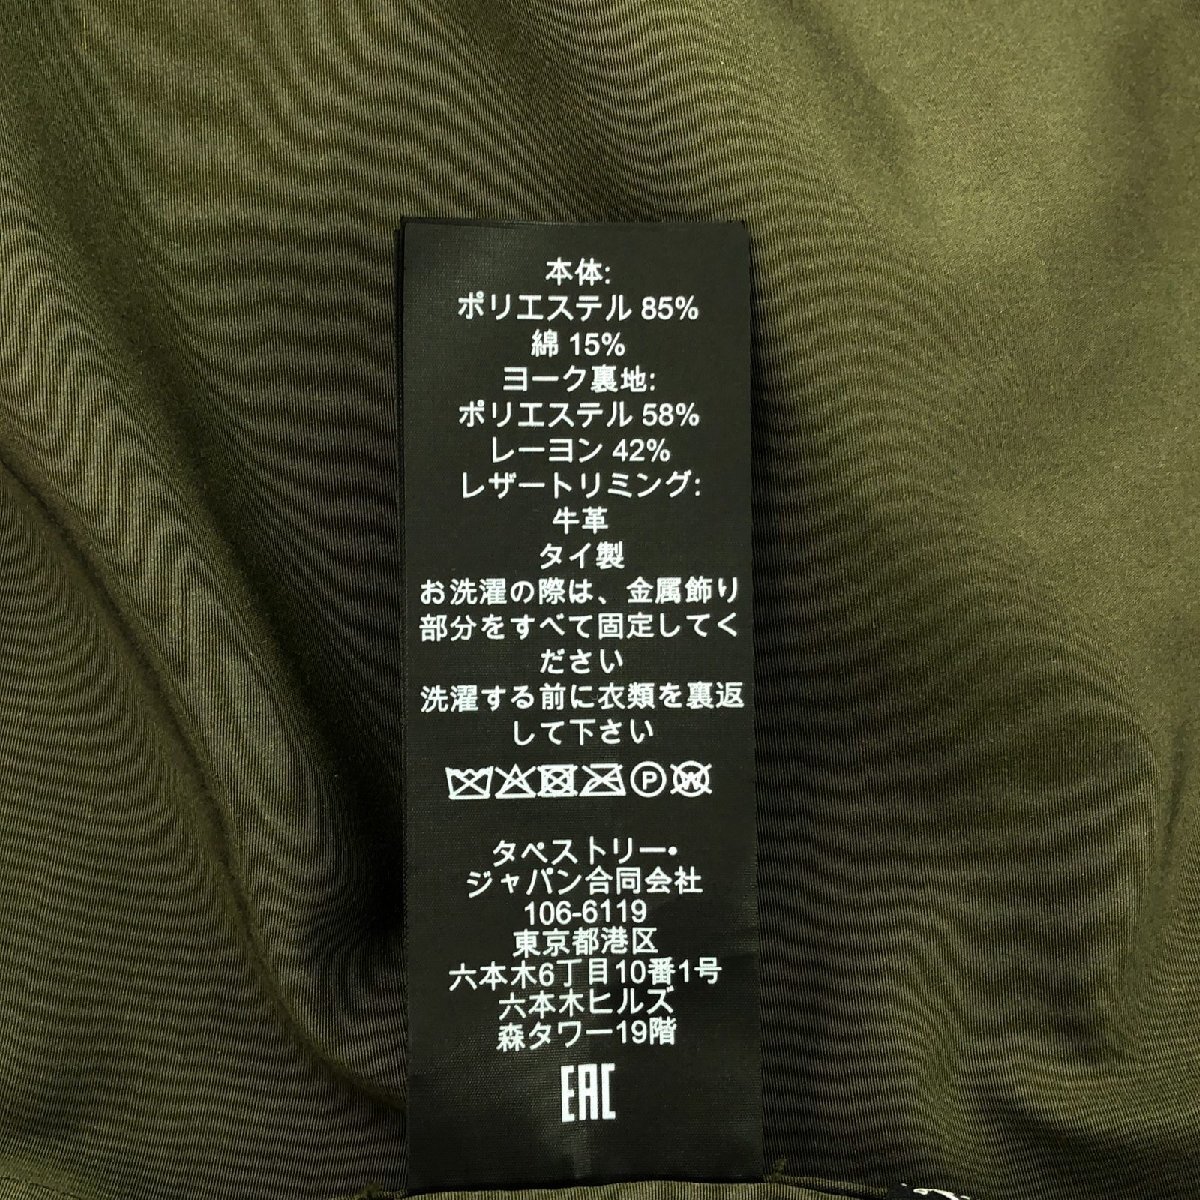 本体:
ポリエステル 85%
綿 15%
ヨーク裏地:
ポリエステル 58%
レーヨン 42%
レザートリミング:
牛革
タイ製
お洗濯の際は、金属飾り
部分をすべて固定してく
ださい
洗濯する前に衣類を裏返
して下さい
P W
タペストリー・
ジャパン合同会社
106-6119
東京都港区
六本木6丁目10番1号
六本木ヒルズ
森タワー19階
EAC